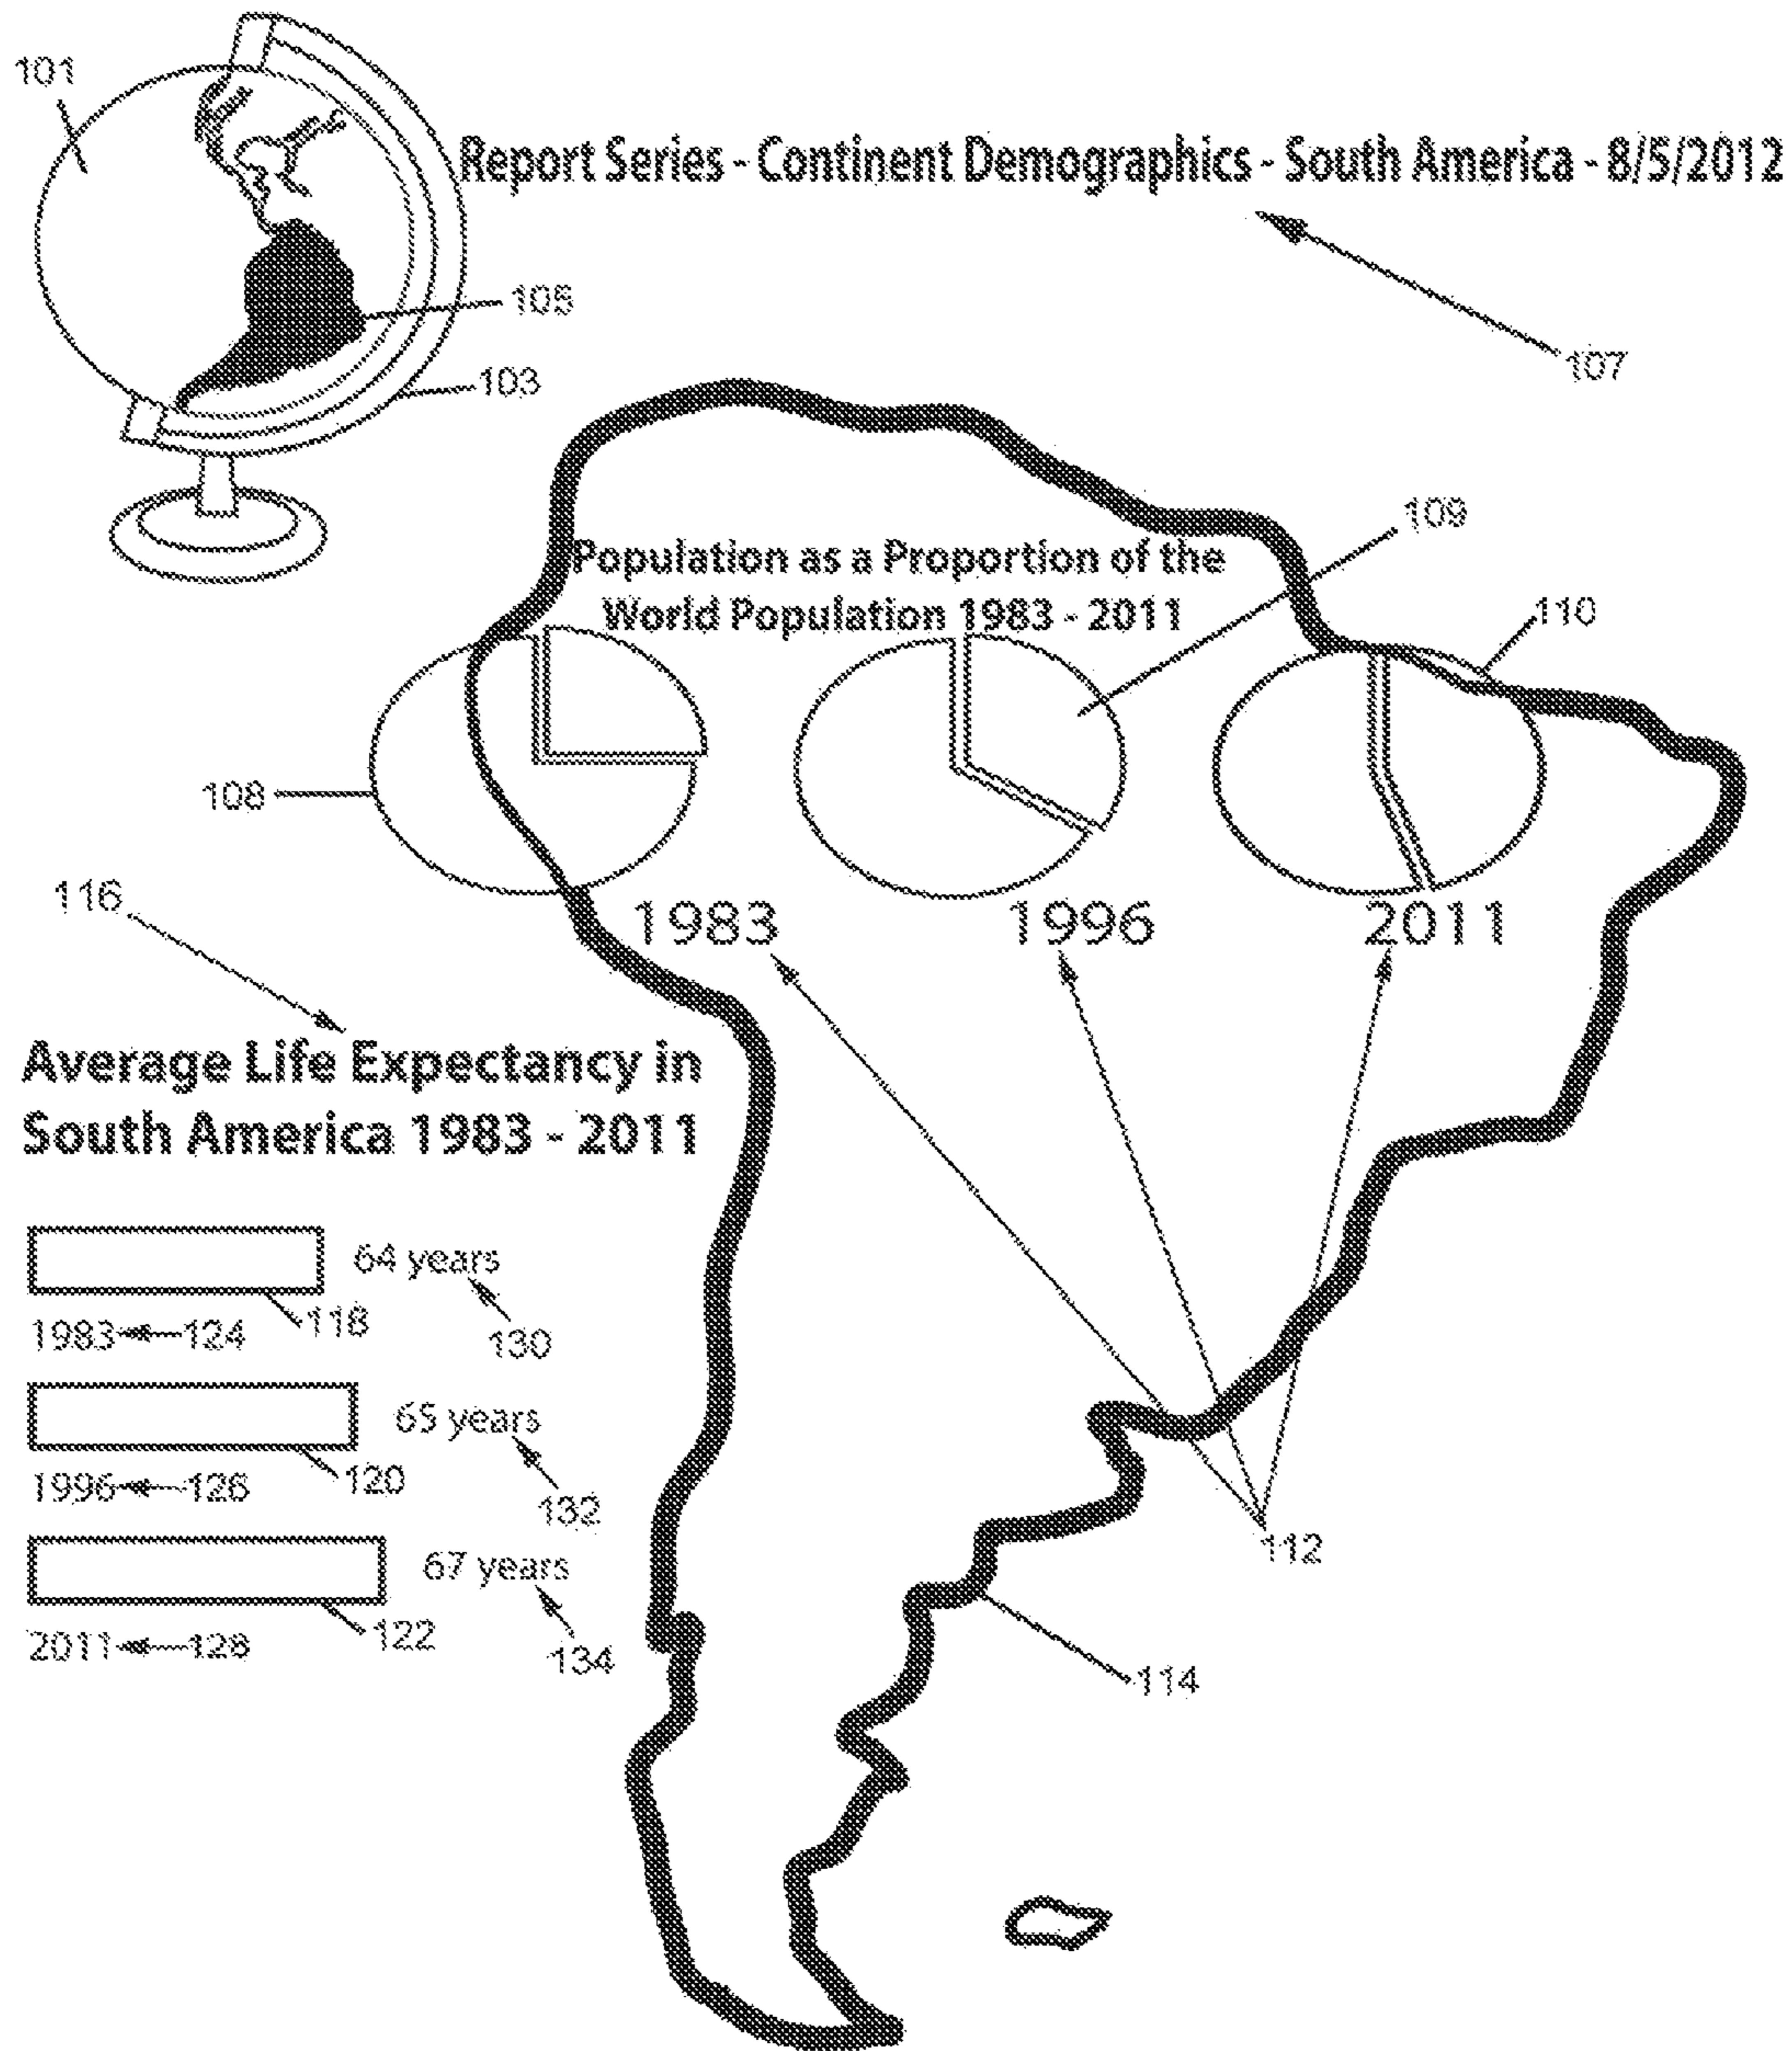 101
Report Series - Continent Demographics - South America - 8/5/2012
105
107
103
109
Population as a Proportion of the
World Population 1983 - 2011
110
108
116
1983 1996 2011
Average Life Expectancy in
South America 1983 - 2011
64 years
118
1983 124
130
65 years
120
1996 126
132
112
67 years
122
2011 128
134
114